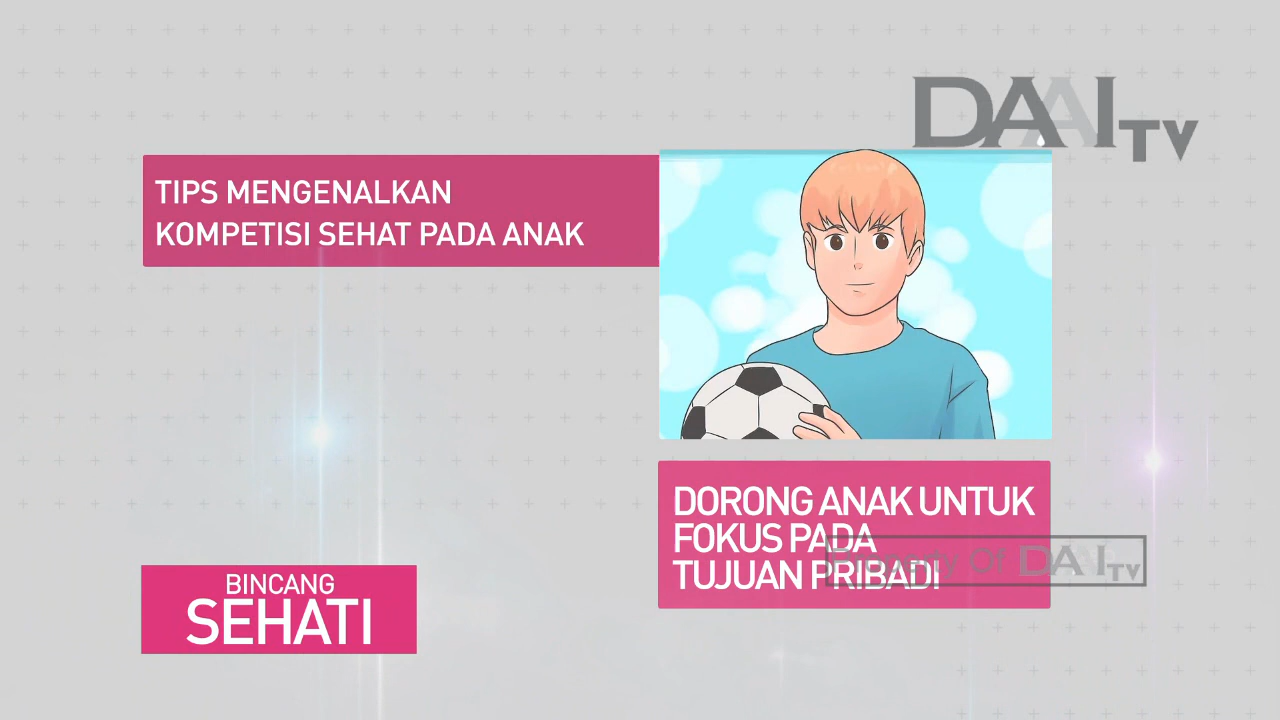 DAAI TV
TIPS MENGENALKAN
KOMPETISI SEHAT PADA ANAK
DORONG ANAK UNTUK
FOKUS PADA
TUJUAN PRIBADI
Property Of DAAI TV
BINCANG
SEHATI